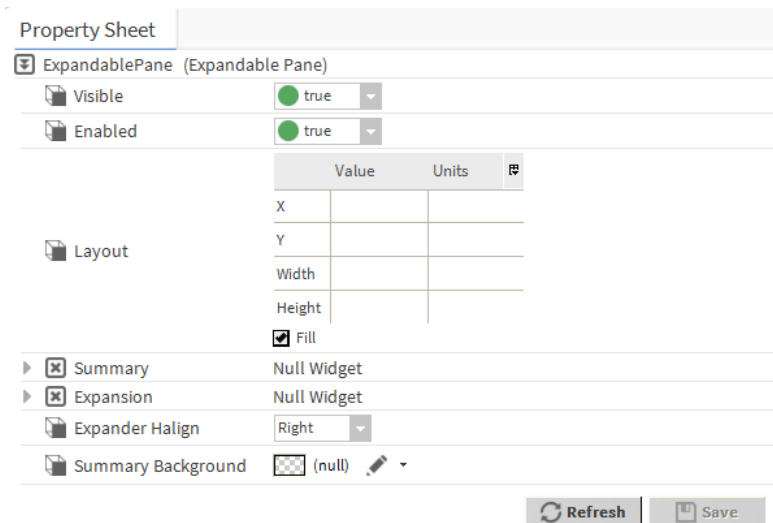 Property Sheet
ExpandablePane (Expandable Pane)
Visible true
Enabled true
Value Units
X
Y
Layout
Width
Height
Fill
Summary Null Widget
Expansion Null Widget
Expander Halign Right
Summary Background (null)
Refresh Save